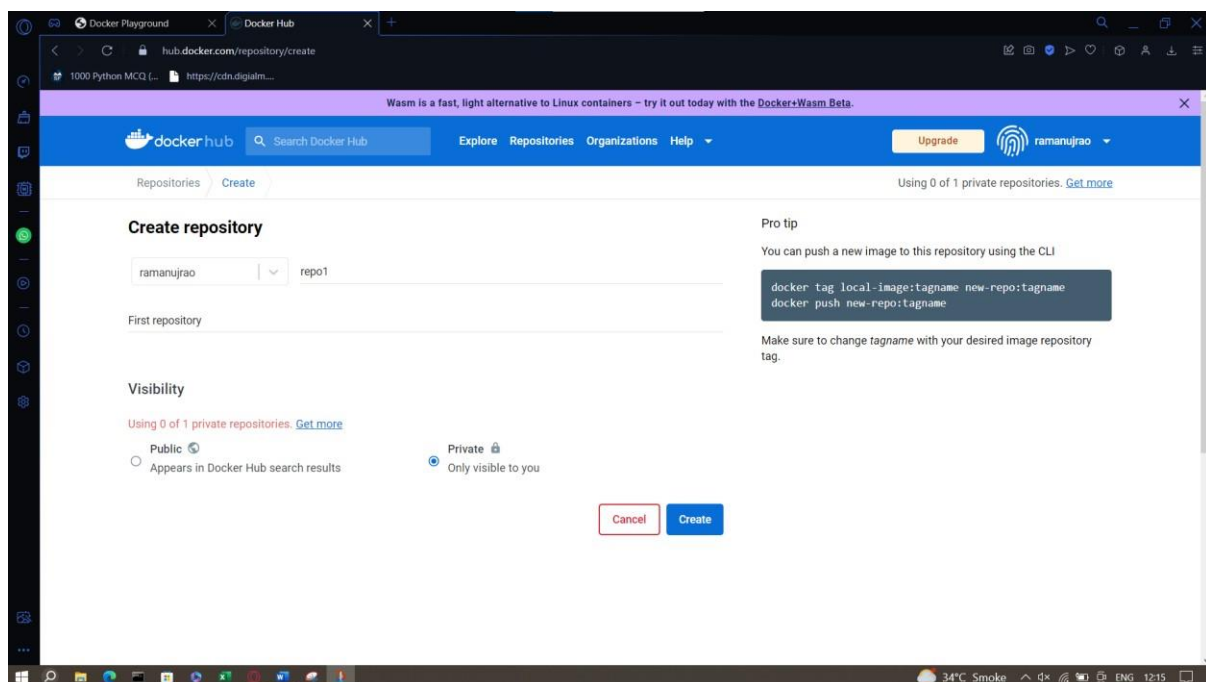 Docker Playground
Docker Hub
hub.docker.com/repository/create
1000 Python MCQ (...
https://cdn.digialm....
Wasm is a fast, light alternative to Linux containers – try it out today with the Docker+Wasm Beta.
dockerhub
Search Docker Hub
Explore
Repositories
Organizations
Help
Upgrade
ramanujrao
Repositories
Create
Using 0 of 1 private repositories. Get more
Create repository
ramanujrao
repo1
First repository
Visibility
Using 0 of 1 private repositories. Get more
Public
Appears in Docker Hub search results
Private
Only visible to you
Cancel
Create
Pro tip
You can push a new image to this repository using the CLI
docker tag local-image:tagname new-repo:tagname
docker push new-repo:tagname
Make sure to change tagname with your desired image repository
tag.
34°C Smoke
ENG
12:15